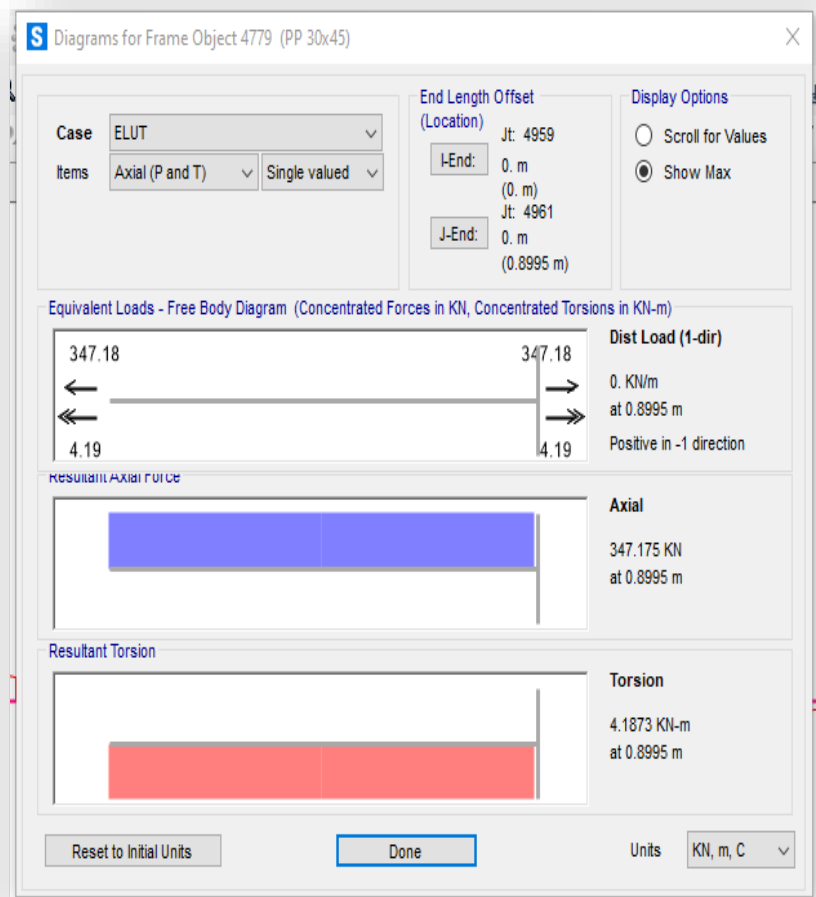 S Diagrams for Frame Object 4779 (PP 30x45)
Case ELUT
Items Axial (P and T) Single valued
End Length Offset
(Location)
Jt: 4959
I-End: 0. m
(0. m)
Jt: 4961
J-End: 0. m
(0.8995 m)
Display Options
Scroll for Values
Show Max
Equivalent Loads - Free Body Diagram (Concentrated Forces in KN, Concentrated Torsions in KN-m)
347.18 347.18
4.19 4.19
Dist Load (1-dir)
0. KN/m
at 0.8995 m
Positive in -1 direction
Resultant Axial Force
Axial
347.175 KN
at 0.8995 m
Resultant Torsion
Torsion
4.1873 KN-m
at 0.8995 m
Reset to Initial Units Done Units KN, m, C